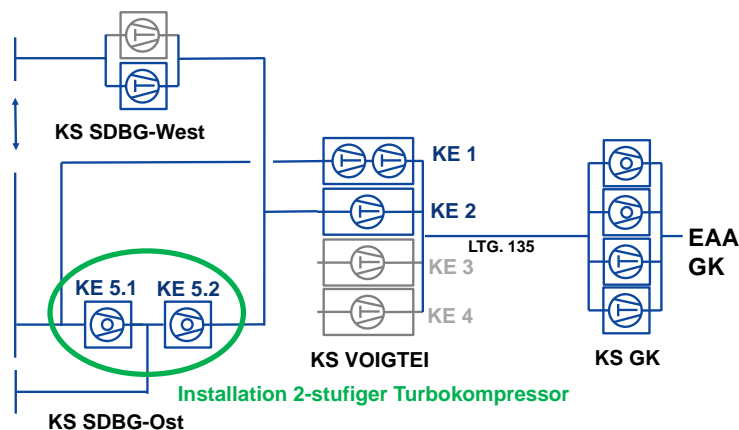 KS SDBG-West
KE 1
KE 2
LTG. 135
EAA
GK
KE 3
KE 5.1 KE 5.2
KE 4
KS VOIGTEI
KS GK
Installation 2-stufiger Turbokompressor
KS SDBG-Ost